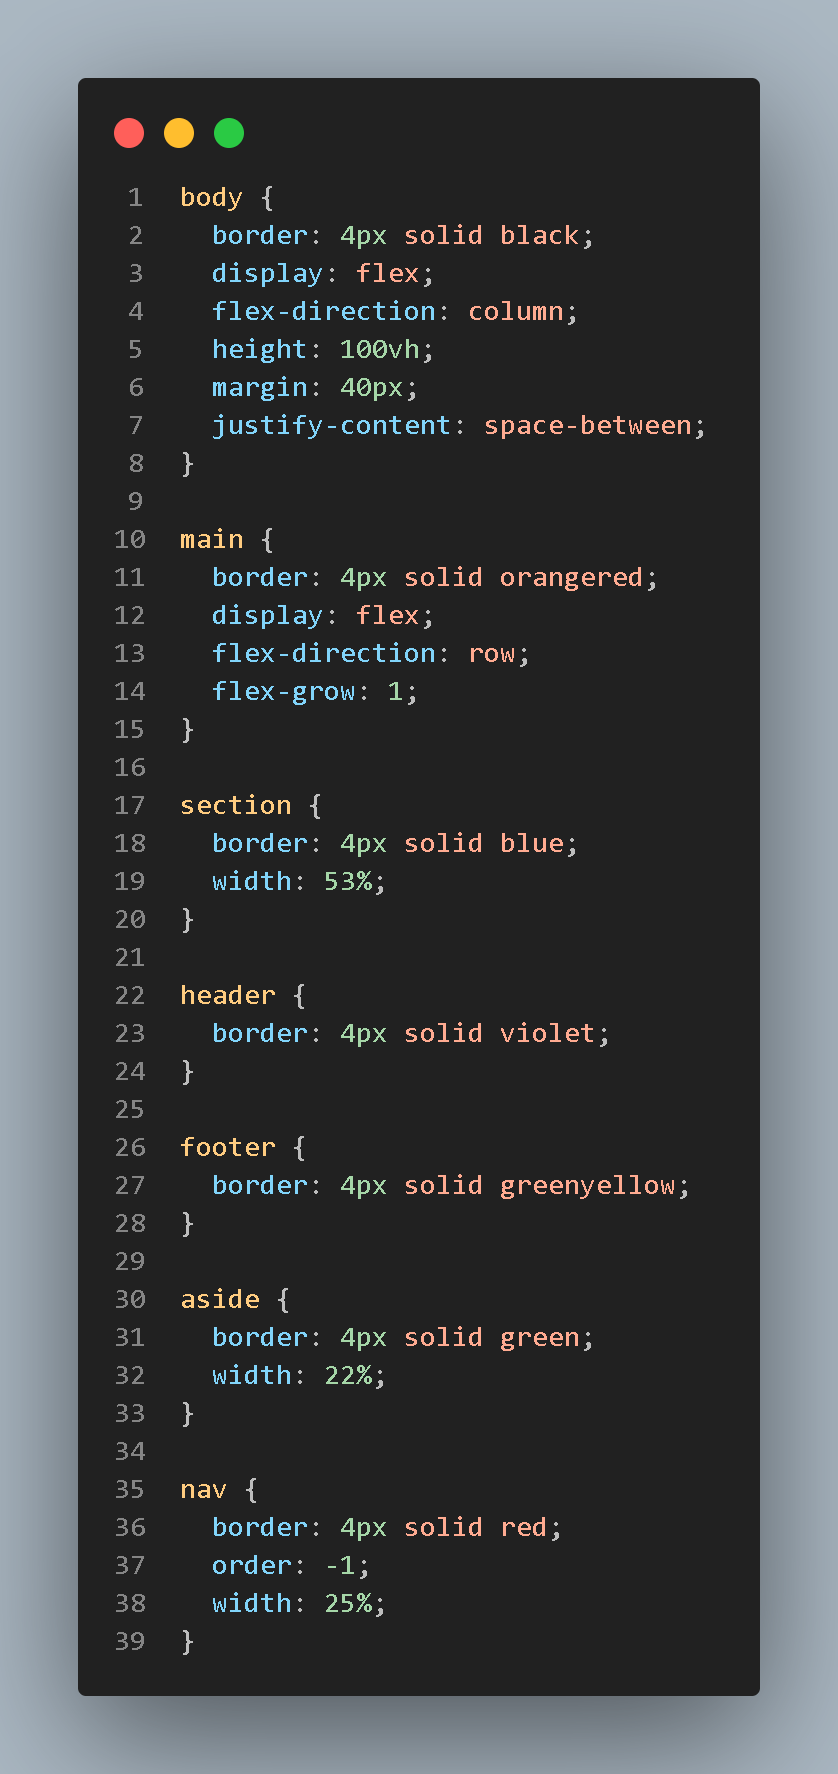 1 body {
2 border: 4px solid black;
3 display: flex;
4 flex-direction: column;
5 height: 100vh;
6 margin: 40px;
7 justify-content: space-between;
8 }
9
10 main {
11 border: 4px solid orangered;
12 display: flex;
13 flex-direction: row;
14 flex-grow: 1;
15 }
16
17 section {
18 border: 4px solid blue;
19 width: 53%;
20 }
21
22 header {
23 border: 4px solid violet;
24 }
25
26 footer {
27 border: 4px solid greenyellow;
28 }
29
30 aside {
31 border: 4px solid green;
32 width: 22%;
33 }
34
35 nav {
36 border: 4px solid red;
37 order: -1;
38 width: 25%;
39 }